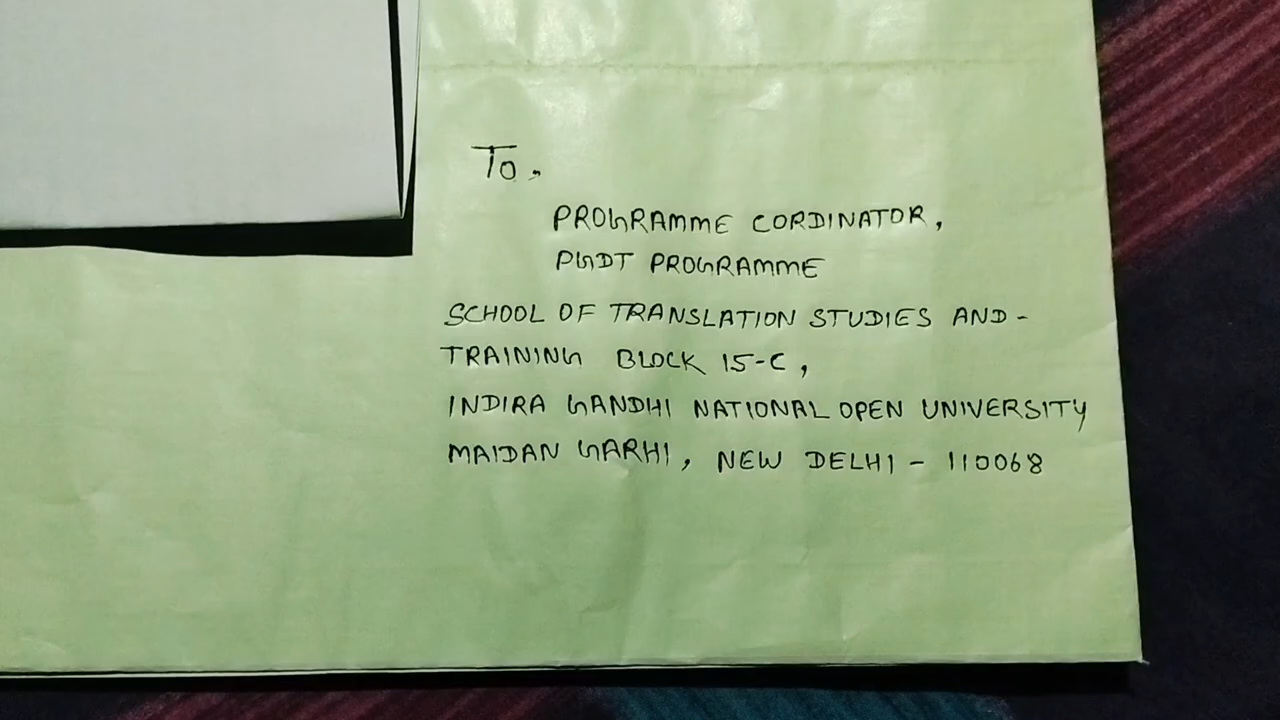 To,
PROGRAMME CORDINATOR,
PGDT PROGRAMME
SCHOOL OF TRANSLATION STUDIES AND-
TRAINING BLOCK 15-C,
INDIRA GANDHI NATIONAL OPEN UNIVERSITY
MAIDAN GARHI, NEW DELHI - 110068